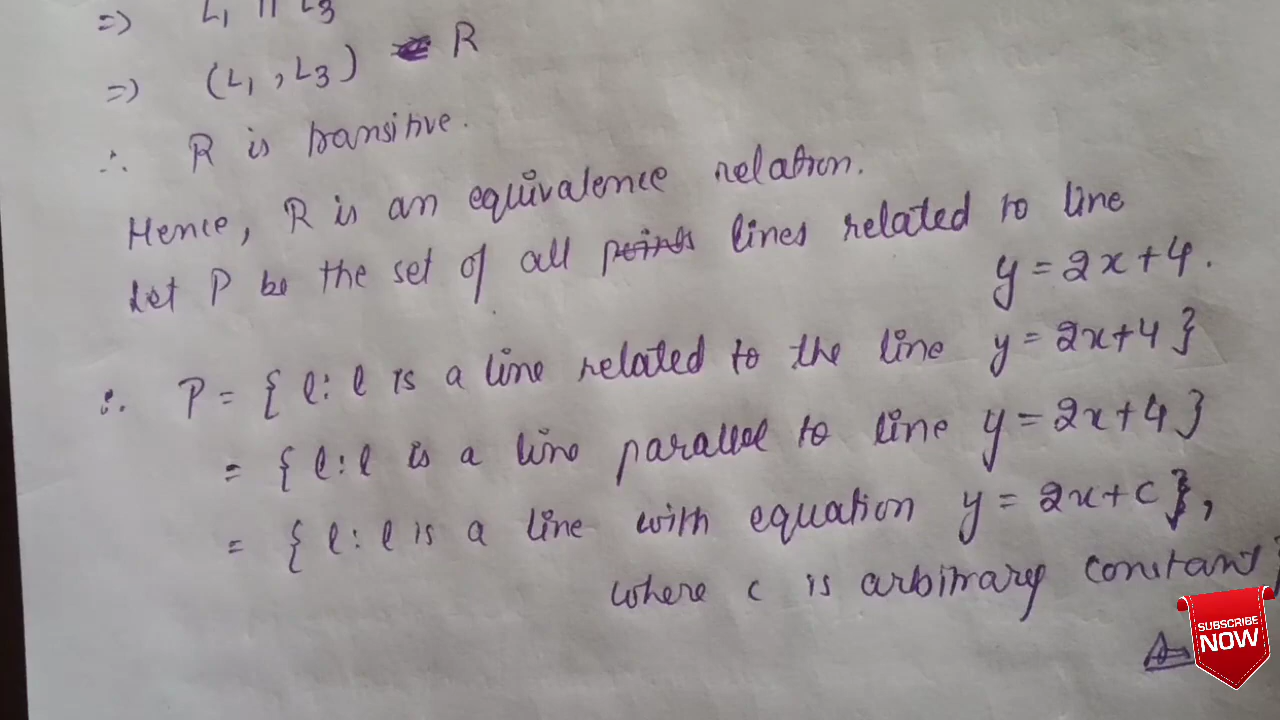 => L₁ || L₃
=> (L₁, L₃) ∈ R
∴ R is transitive.
Hence, R is an equivalence relation.
Let P be the set of all points lines related to line
y = 2x+4.
∴ P = { l: l is a line related to the line y = 2x+4 }
= { l: l is a line parallel to line y = 2x+4 }
= { l: l is a line with equation y = 2x+c },
where c is arbitrary constant }
SUBSCRIBE
NOW